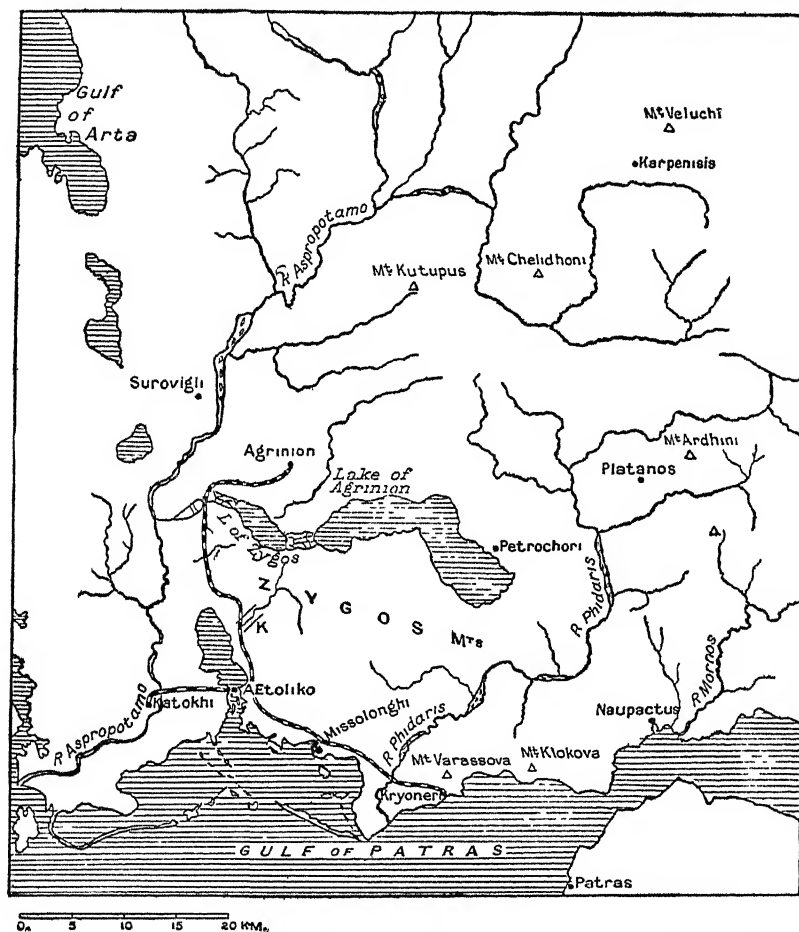 Gulf
of
Arta
Mt Veluchi
Karpenisis
R Aspropotamo
Mt Chelidhoni
Mt Kutupus
Surovigli
Agrinion
Lake of
Agrinion
Mt Ardhini
Platanos
L of Zygos
Petrochori
R Phidaris
K
ZYGOS Mts
R Mornos
AEtoliko
Katokhi
R Aspropotamo
Missolonghi
R Phidaris
Naupactus
Mt Varassova
Mt Klokova
Kryonero
GULF OF PATRAS
Patras
0 5 10 15 20 KMs